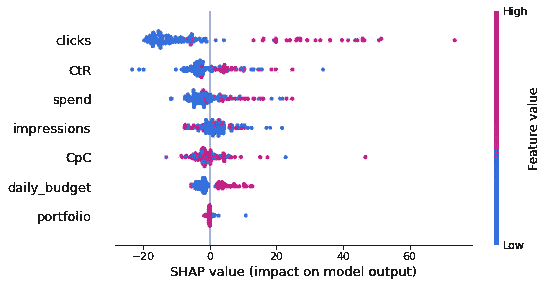 High
clicks
CtR
spend
impressions
CpC
daily_budget
portfolio
Low
Feature value
−20
0
20
40
60
SHAP value (impact on model output)